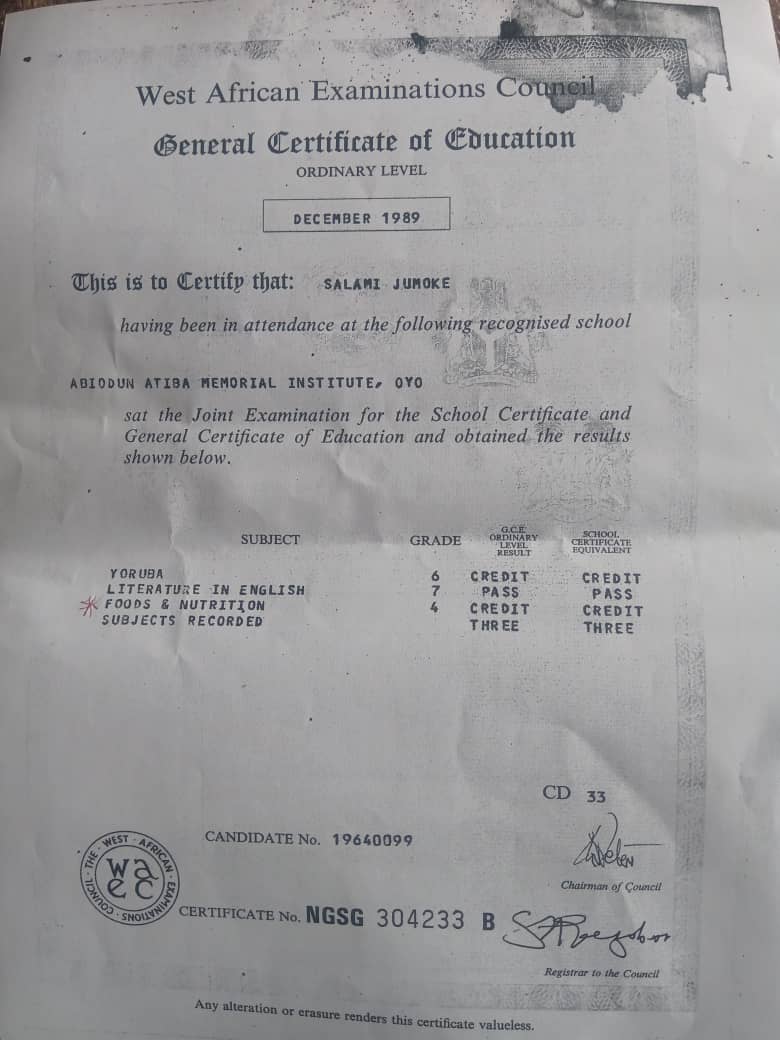 West African Examinations Council
General Certificate of Education
ORDINARY LEVEL
DECEMBER 1989
This is to Certify that: SALAMI JUMOKE
having been in attendance at the following recognised school
ABIODUN ATIBA MEMORIAL INSTITUTE, OYO
sat the Joint Examination for the School Certificate and
General Certificate of Education and obtained the results
shown below.
SUBJECT GRADE G.C.E. ORDINARY LEVEL RESULT SCHOOL CERTIFICATE EQUIVALENT
YORUBA 6 CREDIT CREDIT
LITERATURE IN ENGLISH 7 PASS PASS
* FOODS & NUTRITION 4 CREDIT CREDIT
SUBJECTS RECORDED THREE THREE
CD 33
CANDIDATE No. 19640099
Chairman of Council
THE WEST AFRICAN EXAMINATIONS COUNCIL
waec
CERTIFICATE No. NGSG 304233 B
Registrar to the Council
Any alteration or erasure renders this certificate valueless.